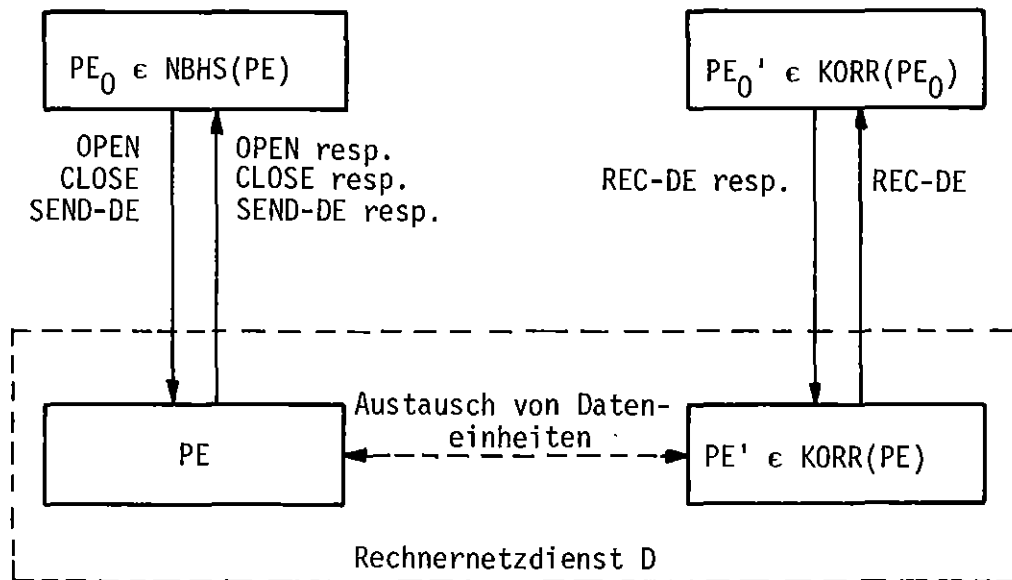 PE₀ ϵ NBHS(PE)
PE₀' ϵ KORR(PE₀)
OPEN
CLOSE
SEND-DE
OPEN resp.
CLOSE resp.
SEND-DE resp.
REC-DE resp.
REC-DE
Austausch von Daten-
einheiten
PE
PE' ϵ KORR(PE)
Rechnernetzdienst D